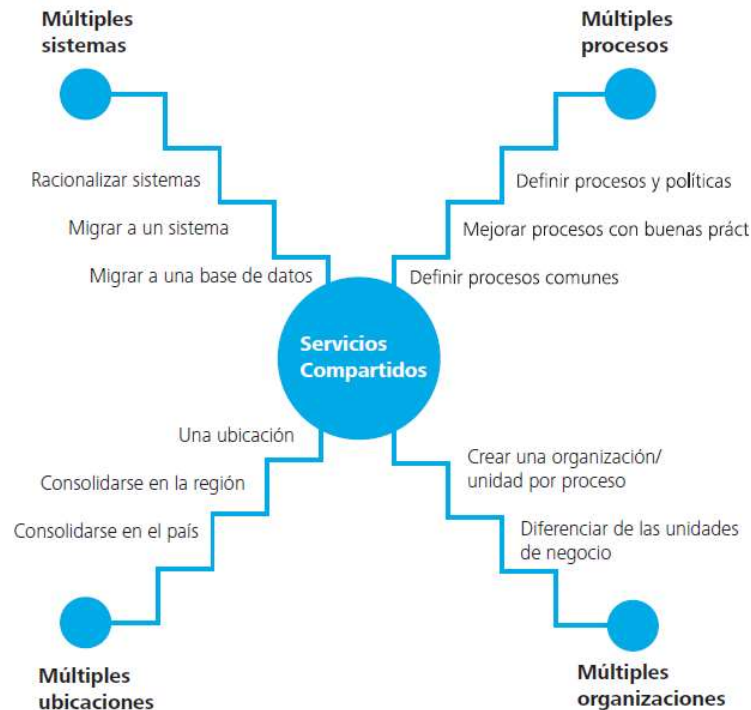 Múltiples
sistemas
Múltiples
procesos
Racionalizar sistemas
Definir procesos y políticas
Migrar a un sistema
Mejorar procesos con buenas práct
Migrar a una base de datos
Definir procesos comunes
Servicios
Compartidos
Una ubicación
Crear una organización/
unidad por proceso
Consolidarse en la región
Consolidarse en el país
Diferenciar de las unidades
de negocio
Múltiples
ubicaciones
Múltiples
organizaciones